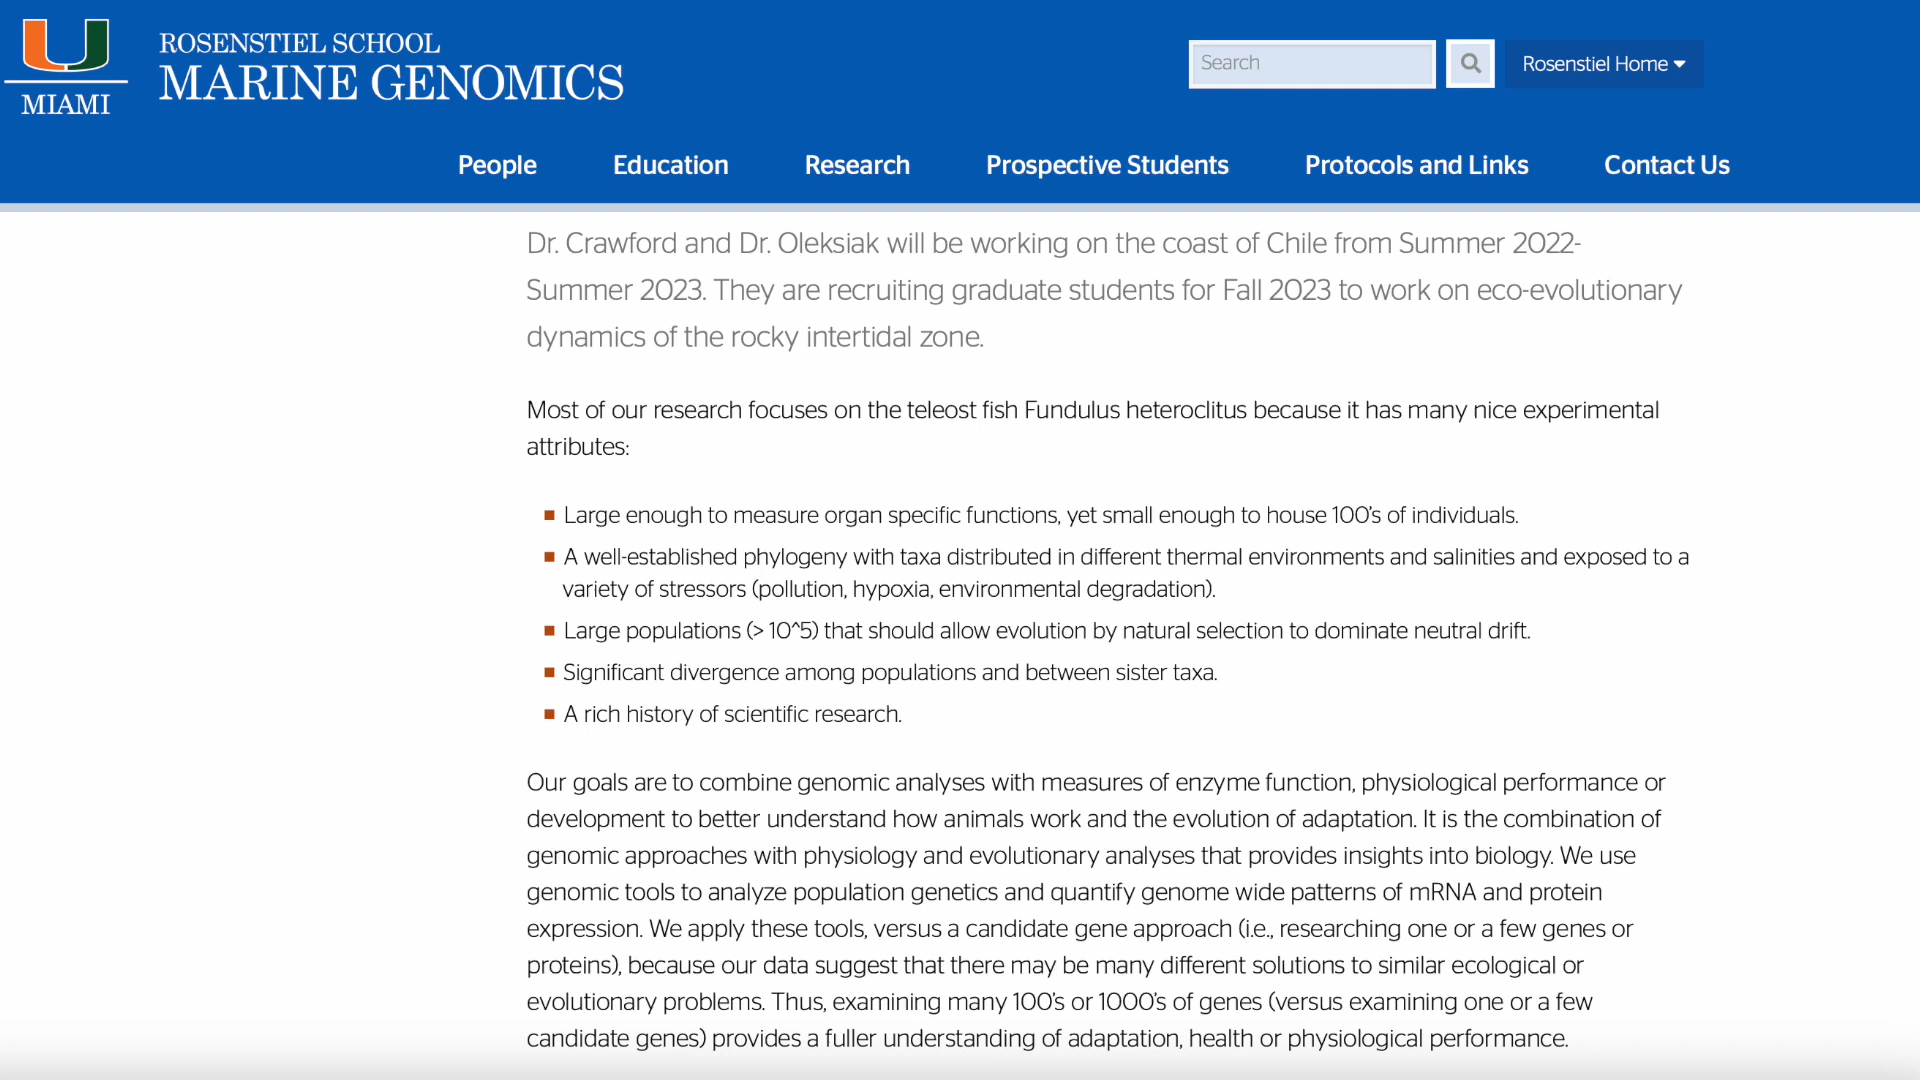 MIAMI
ROSENSTIEL SCHOOL
MARINE GENOMICS
Search
Rosenstiel Home
People
Education
Research
Prospective Students
Protocols and Links
Contact Us
Dr. Crawford and Dr. Oleksiak will be working on the coast of Chile from Summer 2022-
Summer 2023. They are recruiting graduate students for Fall 2023 to work on eco-evolutionary
dynamics of the rocky intertidal zone.
Most of our research focuses on the teleost fish Fundulus heteroclitus because it has many nice experimental
attributes:
Large enough to measure organ specific functions, yet small enough to house 100's of individuals.
A well-established phylogeny with taxa distributed in different thermal environments and salinities and exposed to a
variety of stressors (pollution, hypoxia, environmental degradation).
Large populations (> 10^5) that should allow evolution by natural selection to dominate neutral drift.
Significant divergence among populations and between sister taxa.
A rich history of scientific research.
Our goals are to combine genomic analyses with measures of enzyme function, physiological performance or
development to better understand how animals work and the evolution of adaptation. It is the combination of
genomic approaches with physiology and evolutionary analyses that provides insights into biology. We use
genomic tools to analyze population genetics and quantify genome wide patterns of mRNA and protein
expression. We apply these tools, versus a candidate gene approach (i.e., researching one or a few genes or
proteins), because our data suggest that there may be many different solutions to similar ecological or
evolutionary problems. Thus, examining many 100's or 1000's of genes (versus examining one or a few
candidate genes) provides a fuller understanding of adaptation, health or physiological performance.